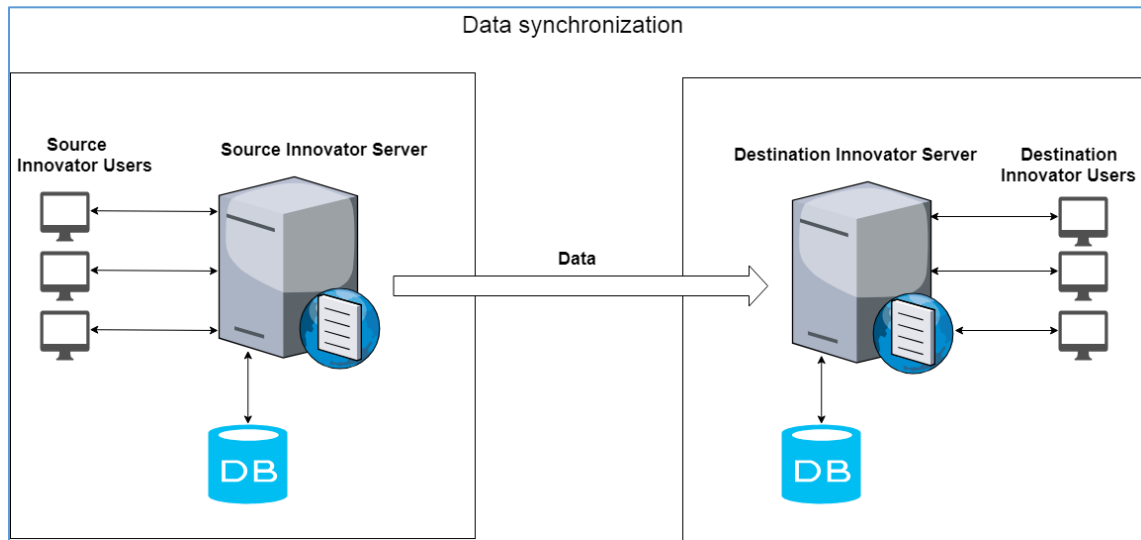 Data synchronization
Source
Innovator Users
Source Innovator Server
Destination Innovator Server
Destination
Innovator Users
Data
DB
DB